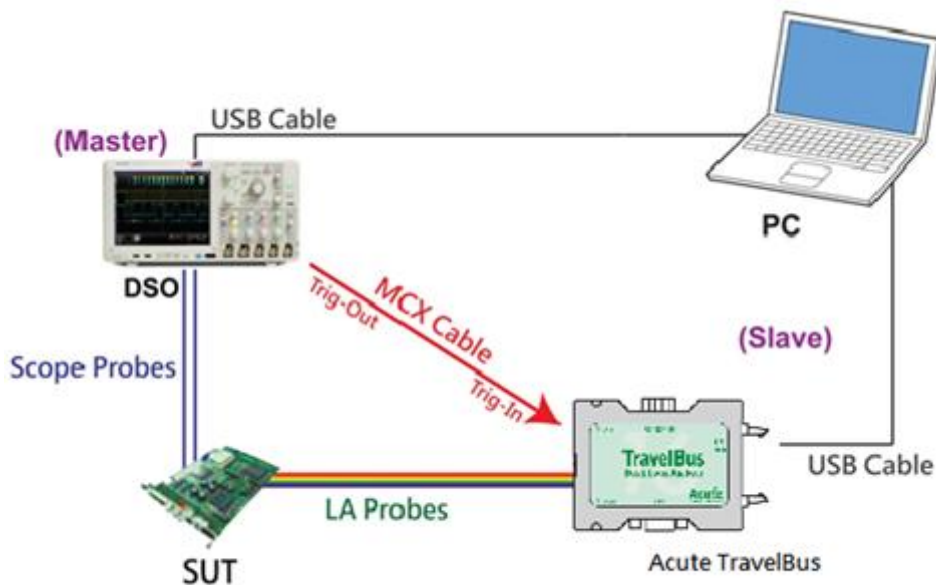 USB Cable
(Master)
PC
DSO
MCX Cable
Trig-Out
(Slave)
Scope Probes
Trig-In
TravelBus
Acute
USB Cable
LA Probes
SUT
Acute TravelBus